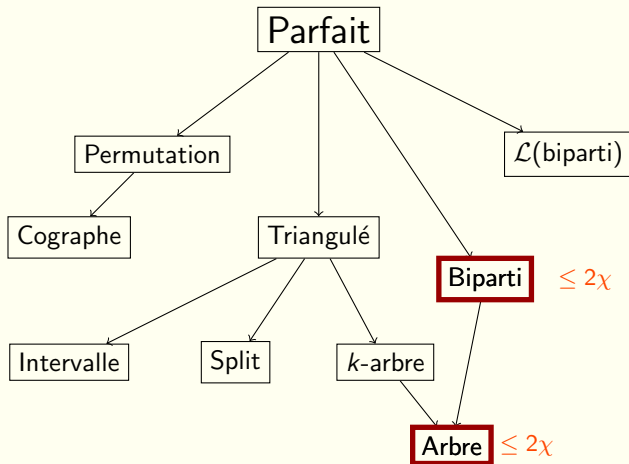 Parfait
Permutation
ℒ(biparti)
Cographe
Triangulé
Biparti ≤ 2χ
Intervalle
Split
k-arbre
Arbre ≤ 2χ